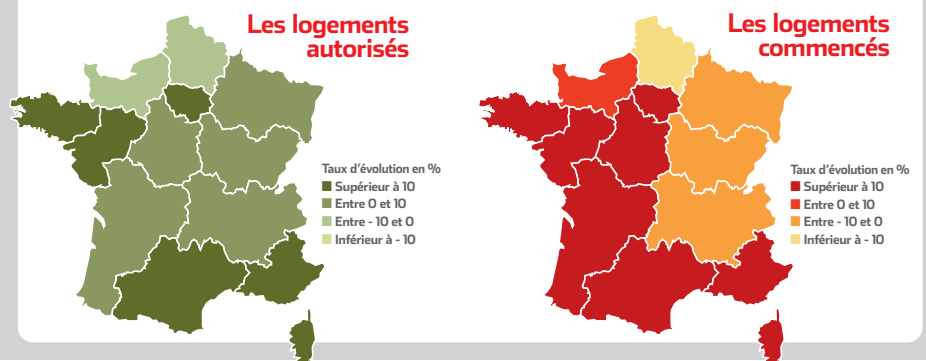 Les logements
autorisés
Taux d'évolution en %
Supérieur à 10
Entre 0 et 10
Entre - 10 et 0
Inférieur à - 10
Les logements
commencés
Taux d'évolution en %
Supérieur à 10
Entre 0 et 10
Entre - 10 et 0
Inférieur à - 10